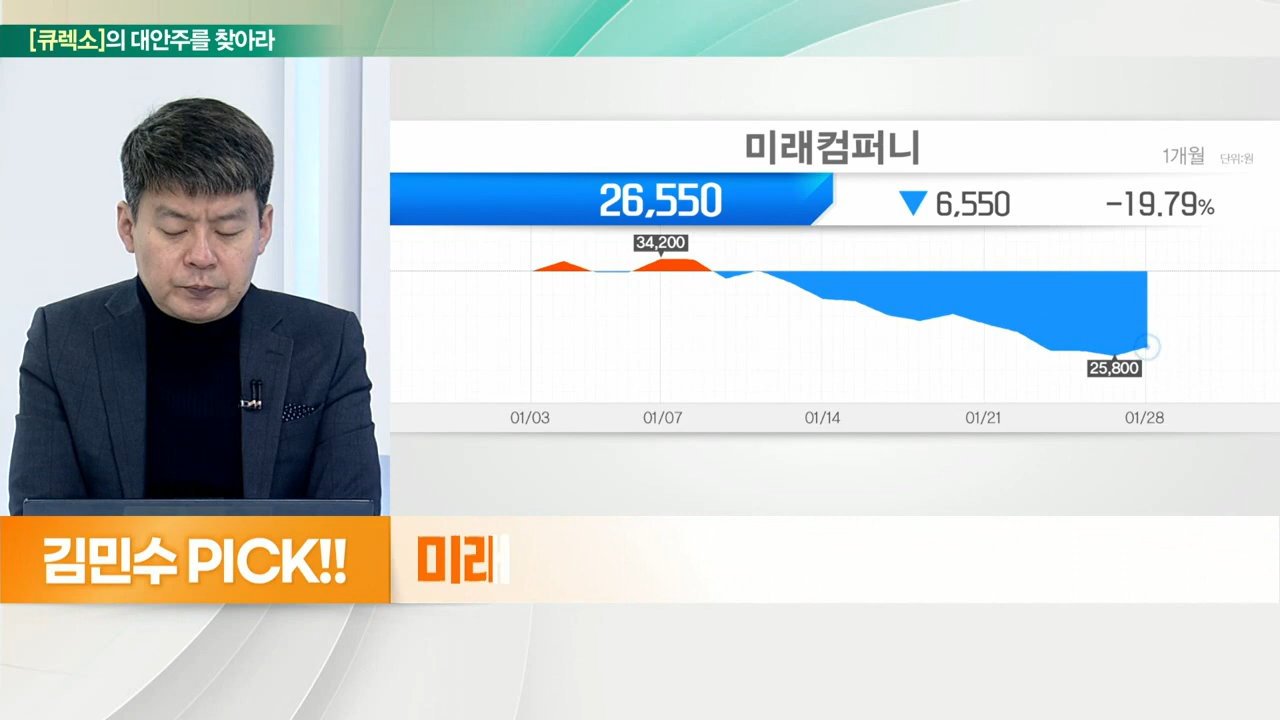 [큐렉소]의 대안주를 찾아라
미래컴퍼니
1개월 단위:원
26,550 ▼ 6,550 -19.79%
34,200
25,800
01/03 01/07 01/14 01/21 01/28
김민수 PICK!! 미래